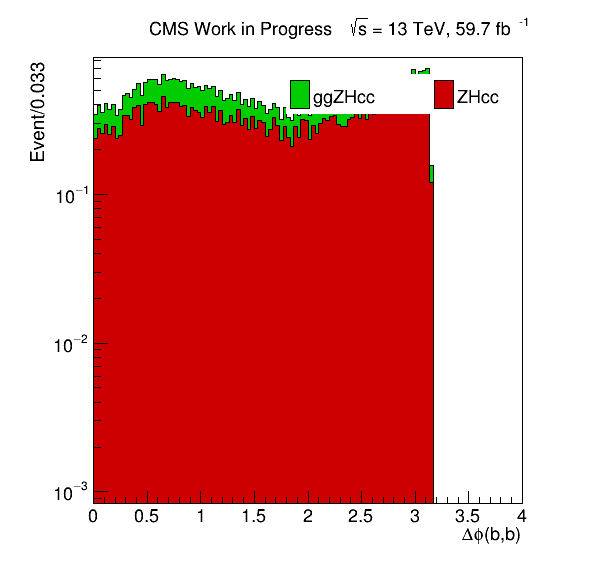 CMS Work in Progress √s = 13 TeV, 59.7 fb⁻¹
Event/0.033
ggZHcc ZHcc
10⁻¹
10⁻²
10⁻³
0 0.5 1 1.5 2 2.5 3 3.5 4
Δϕ(b,b)